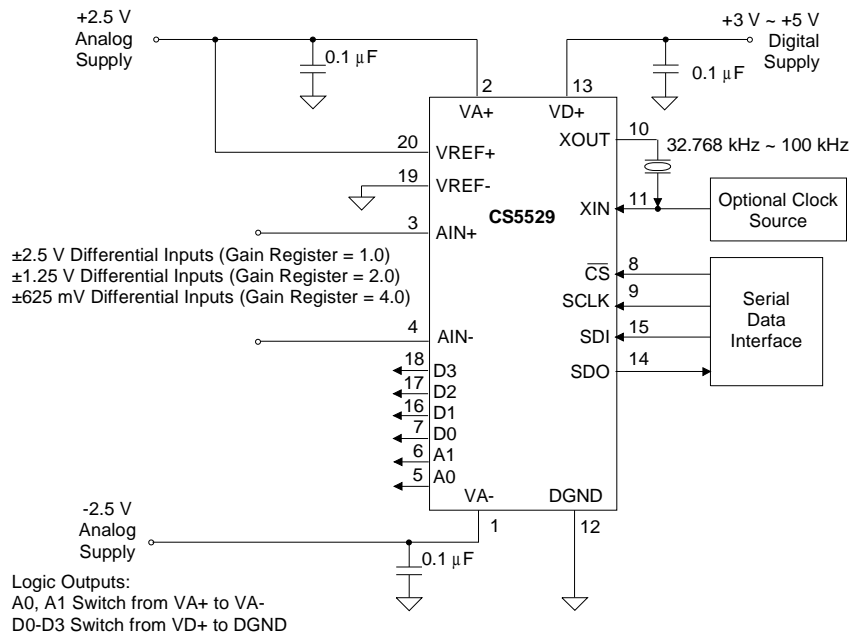 +2.5 V
Analog
Supply
0.1 µF
+3 V ~ +5 V
Digital
Supply
0.1 µF
2
13
VA+
VD+
20
VREF+
19
VREF-
3
AIN+
CS5529
XOUT
10
32.768 kHz ~ 100 kHz
XIN
11
Optional Clock
Source
±2.5 V Differential Inputs (Gain Register = 1.0)
±1.25 V Differential Inputs (Gain Register = 2.0)
±625 mV Differential Inputs (Gain Register = 4.0)
CS
8
SCLK
9
SDI
15
SDO
14
Serial
Data
Interface
4
AIN-
18
D3
17
D2
16
D1
7
D0
6
A1
5
A0
VA-
DGND
1
12
-2.5 V
Analog
Supply
0.1 µF
Logic Outputs:
A0, A1 Switch from VA+ to VA-
D0-D3 Switch from VD+ to DGND